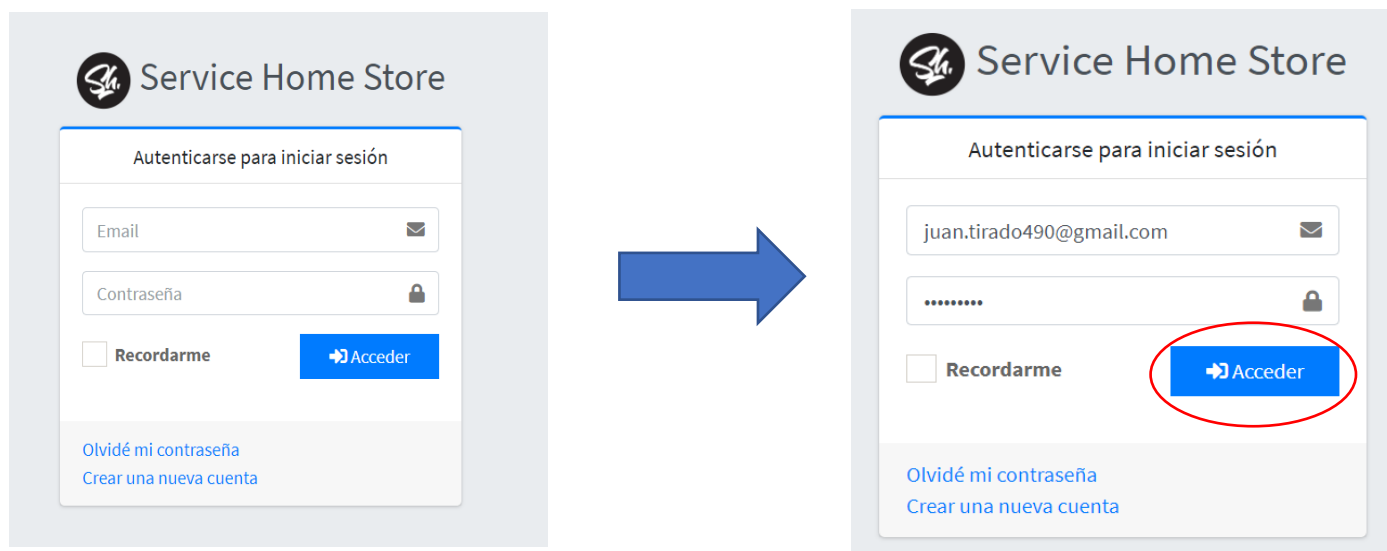 Sh. Service Home Store
Autenticarse para iniciar sesión
Email
Contraseña
Recordarme
Acceder
Olvidé mi contraseña
Crear una nueva cuenta
Sh. Service Home Store
Autenticarse para iniciar sesión
juan.tirado490@gmail.com
•••••••••
Recordarme
Acceder
Olvidé mi contraseña
Crear una nueva cuenta